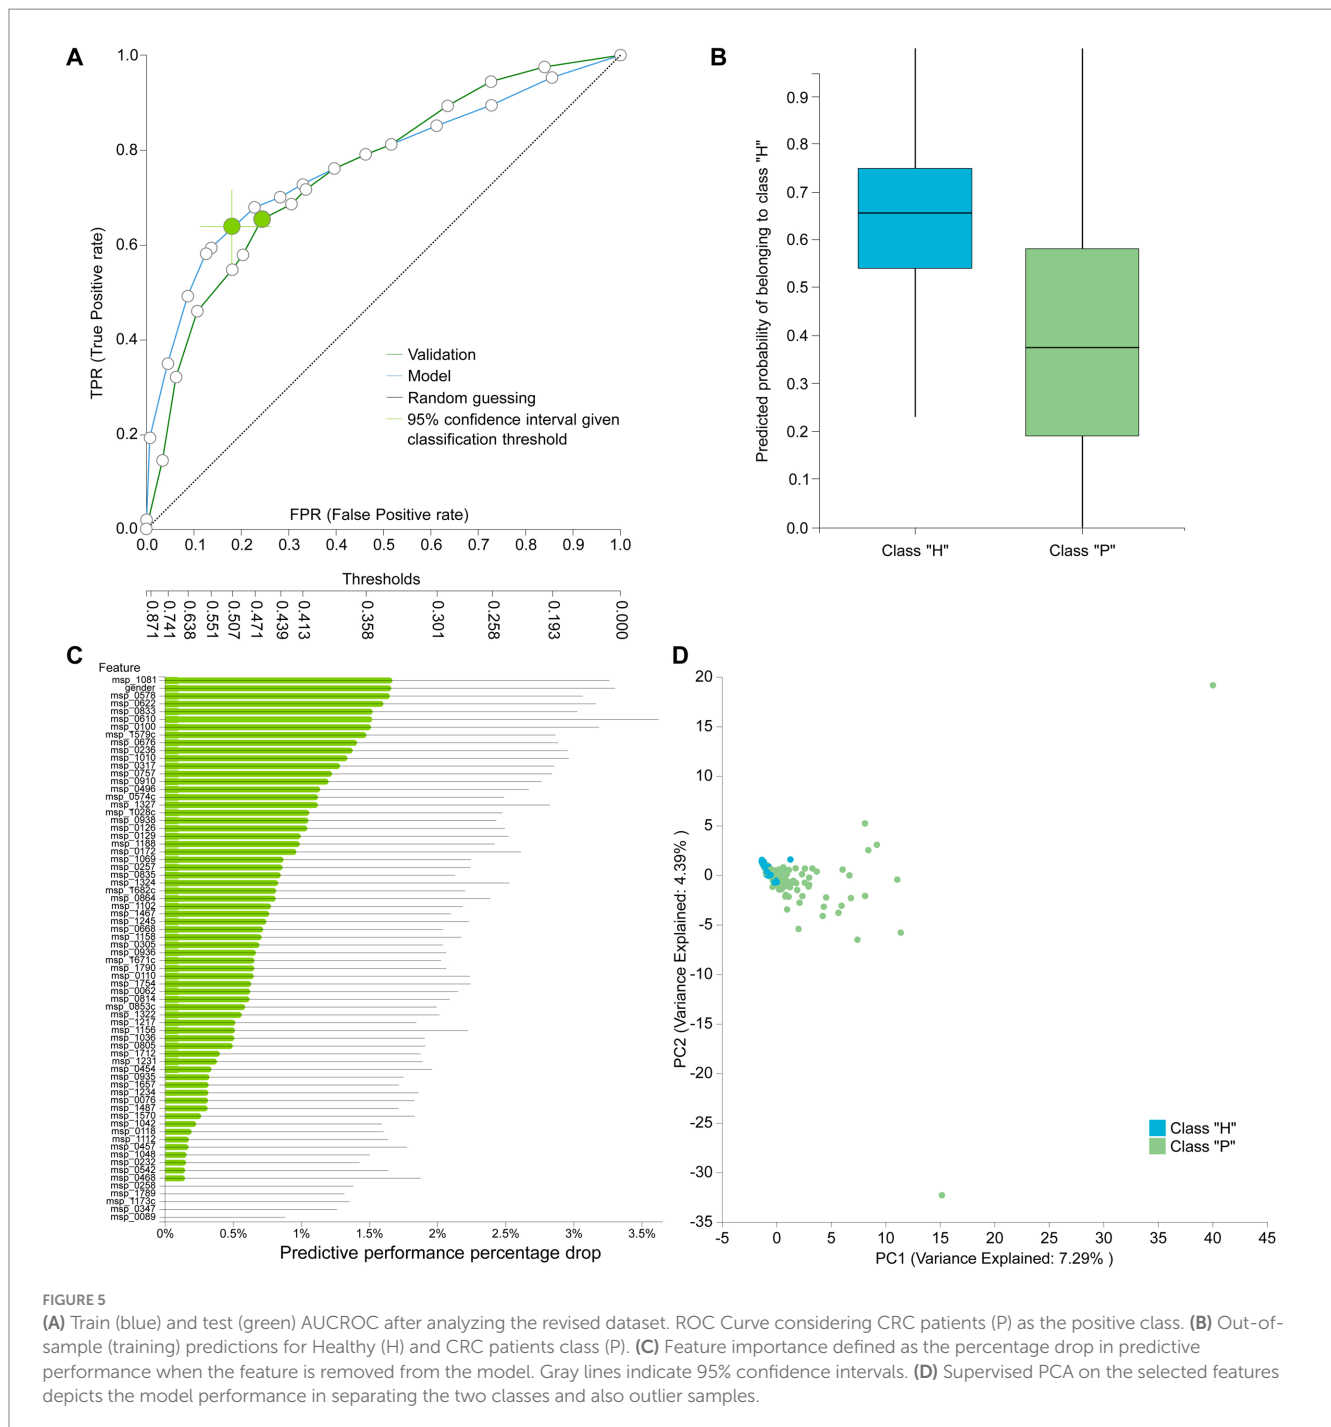 A
1.0
0.8
0.6
0.4
0.2
0.0
TPR (True Positive rate)
Validation
Model
Random guessing
95% confidence interval given
classification threshold
FPR (False Positive rate)
0.0 0.1 0.2 0.3 0.4 0.5 0.6 0.7 0.8 0.9 1.0
Thresholds
0.871 0.741 0.638 0.551 0.507 0.471 0.439 0.413 0.358 0.301 0.258 0.193 0.000
B
0.9
0.8
0.7
0.6
0.5
0.4
0.3
0.2
0.1
0.0
Predicted probability of belonging to class "H"
Class "H" Class "P"
C
Feature
msp_1081
gender
msp_0578
msp_0622
msp_0833
msp_0610
msp_0100
msp_1579c
msp_0676
msp_0236
msp_1010
msp_0317
msp_0757
msp_0910
msp_0496
msp_0574c
msp_1327
msp_1028c
msp_0938
msp_0126
msp_0129
msp_1188
msp_0172
msp_1069
msp_0257
msp_0835
msp_1324
msp_1682c
msp_0864
msp_1102
msp_1467
msp_1245
msp_0668
msp_1158
msp_0305
msp_0936
msp_1671c
msp_1790
msp_0110
msp_1754
msp_0062
msp_0814
msp_0853c
msp_1322
msp_1217
msp_1156
msp_1036
msp_0805
msp_1712
msp_1231
msp_0454
msp_0935
msp_1657
msp_1234
msp_0076
msp_1487
msp_1570
msp_1042
msp_0118
msp_1112
msp_0457
msp_1048
msp_0232
msp_0542
msp_0468
msp_0258
msp_1789
msp_1173c
msp_0347
msp_0089
0% 0.5% 1% 1.5% 2% 2.5% 3% 3.5%
Predictive performance percentage drop
D
20
15
10
5
0
-5
-10
-15
-20
-25
-30
-35
PC2 (Variance Explained: 4.39% )
Class "H"
Class "P"
-5 0 5 10 15 20 25 30 35 40 45
PC1 (Variance Explained: 7.29% )
FIGURE 5
(A) Train (blue) and test (green) AUCROC after analyzing the revised dataset. ROC Curve considering CRC patients (P) as the positive class. (B) Out-of-
sample (training) predictions for Healthy (H) and CRC patients class (P). (C) Feature importance defined as the percentage drop in predictive
performance when the feature is removed from the model. Gray lines indicate 95% confidence intervals. (D) Supervised PCA on the selected features
depicts the model performance in separating the two classes and also outlier samples.